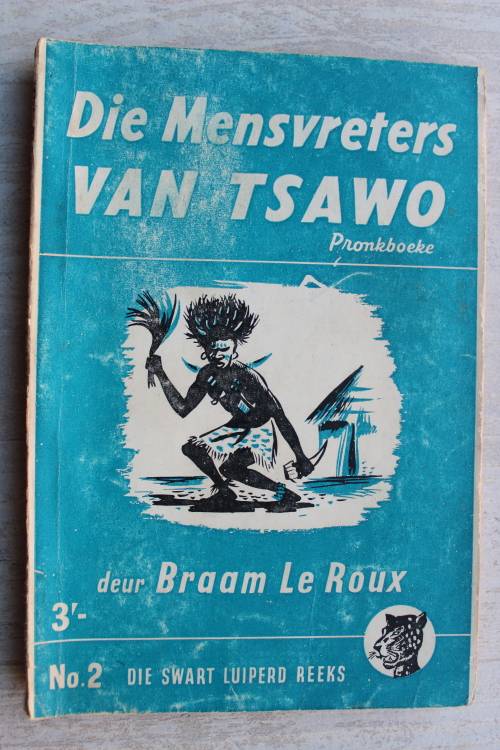 Die Mensvreters
VAN TSAWO
Pronkboeke
deur Braam Le Roux
3'-
No.2 DIE SWART LUIPERD REEKS